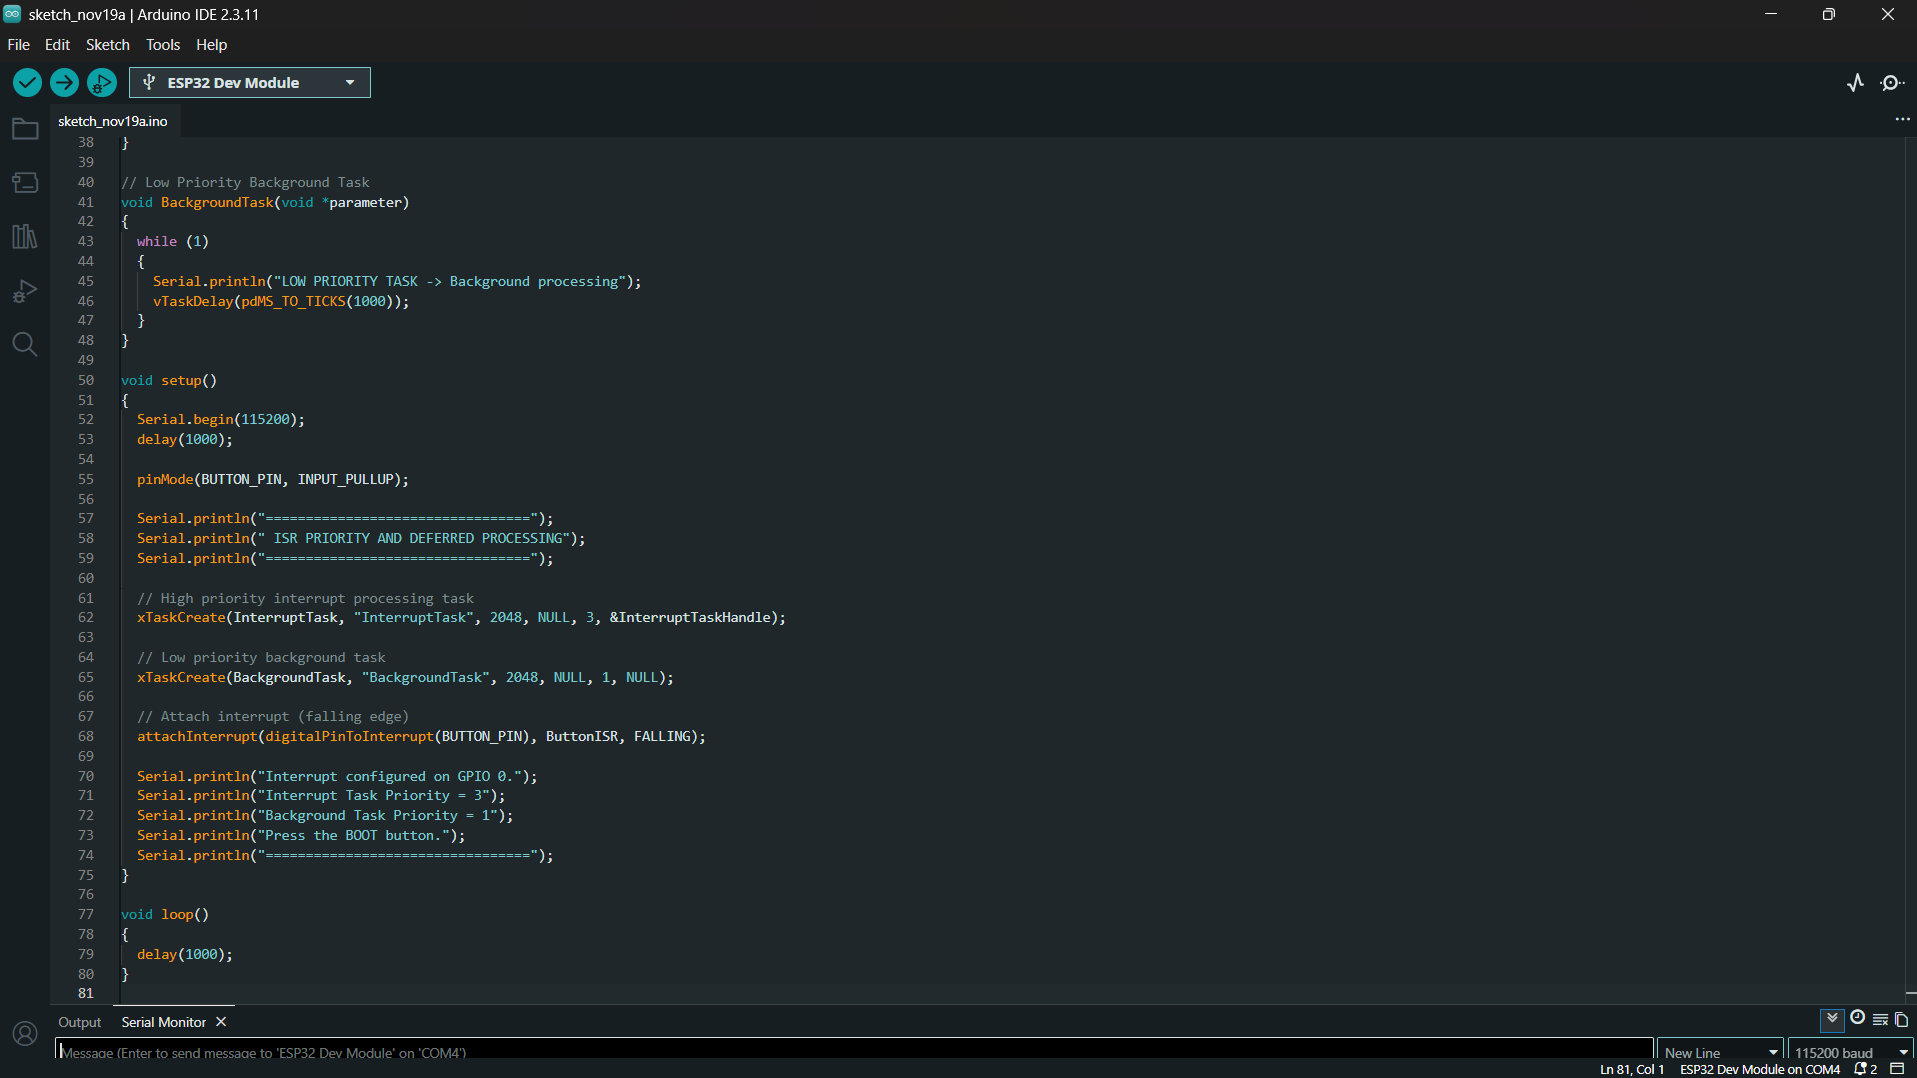 sketch_nov19a | Arduino IDE 2.3.11
File Edit Sketch Tools Help
ESP32 Dev Module
sketch_nov19a.ino
38 }
39
40 // Low Priority Background Task
41 void BackgroundTask(void *parameter)
42 {
43 while (1)
44 {
45 Serial.println("LOW PRIORITY TASK -> Background processing");
46 vTaskDelay(pdMS_TO_TICKS(1000));
47 }
48 }
49
50 void setup()
51 {
52 Serial.begin(115200);
53 delay(1000);
54
55 pinMode(BUTTON_PIN, INPUT_PULLUP);
56
57 Serial.println("=================================");
58 Serial.println(" ISR PRIORITY AND DEFERRED PROCESSING");
59 Serial.println("=================================");
60
61 // High priority interrupt processing task
62 xTaskCreate(InterruptTask, "InterruptTask", 2048, NULL, 3, &InterruptTaskHandle);
63
64 // Low priority background task
65 xTaskCreate(BackgroundTask, "BackgroundTask", 2048, NULL, 1, NULL);
66
67 // Attach interrupt (falling edge)
68 attachInterrupt(digitalPinToInterrupt(BUTTON_PIN), ButtonISR, FALLING);
69
70 Serial.println("Interrupt configured on GPIO 0.");
71 Serial.println("Interrupt Task Priority = 3");
72 Serial.println("Background Task Priority = 1");
73 Serial.println("Press the BOOT button.");
74 Serial.println("=================================");
75 }
76
77 void loop()
78 {
79 delay(1000);
80 }
81
Output Serial Monitor
Message (Enter to send message to 'ESP32 Dev Module' on 'COM4') New Line 115200 baud
Ln 81, Col 1 ESP32 Dev Module on COM4 2